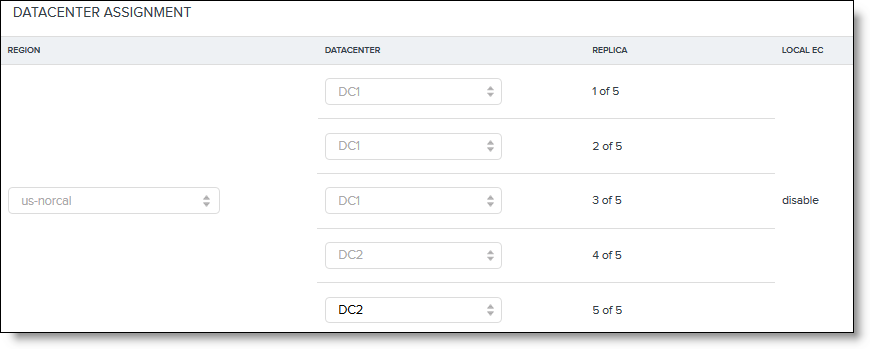 DATACENTER ASSIGNMENT
REGION DATACENTER REPLICA LOCAL EC
DC1 1 of 5
DC1 2 of 5
us-norcal DC1 3 of 5 disable
DC2 4 of 5
DC2 5 of 5